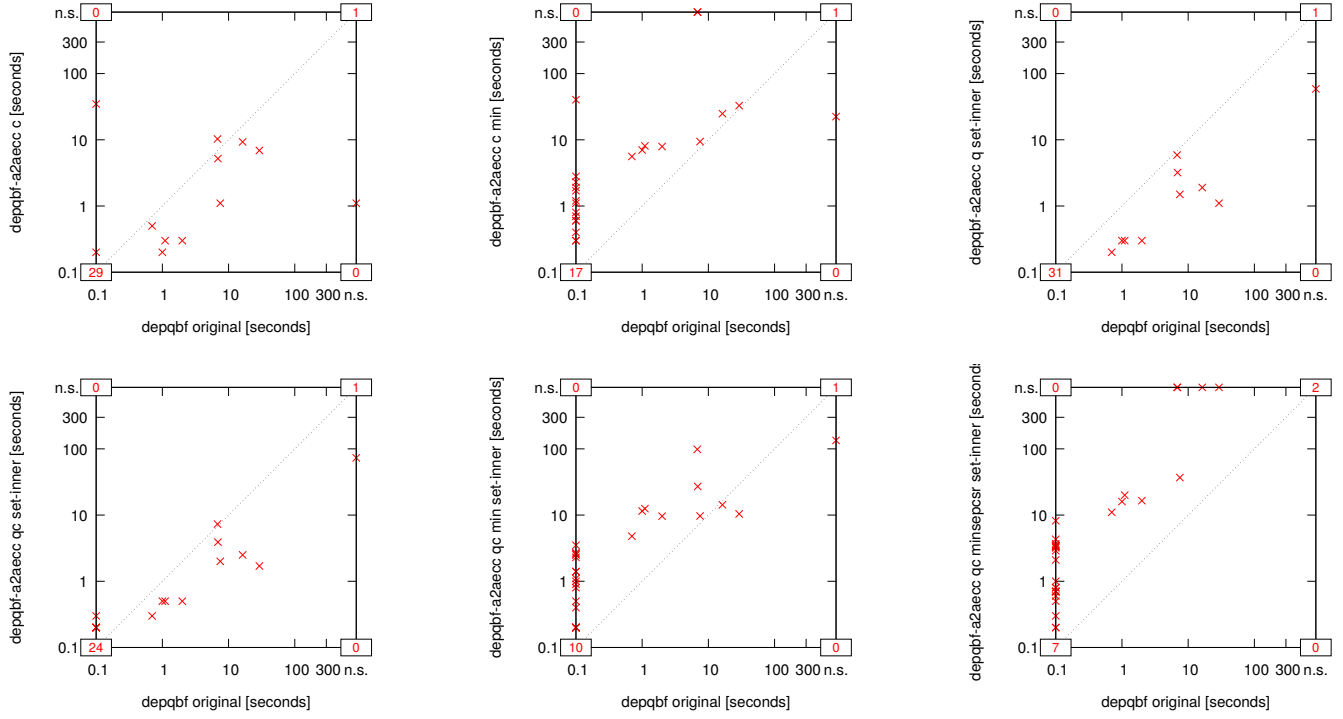 n.s. 0 1
300
100
10
1
0.1
29 0
0.1 1 10 100 300 n.s.
depqbf original [seconds]
depqbf-a2aecc c [seconds]
n.s. 0 1
300
100
10
1
0.1
17 0
0.1 1 10 100 300 n.s.
depqbf original [seconds]
depqbf-a2aecc c min [seconds]
n.s. 0 1
300
100
10
1
0.1
31 0
0.1 1 10 100 300 n.s.
depqbf original [seconds]
depqbf-a2aecc q set-inner [seconds]
n.s. 0 1
300
100
10
1
0.1
24 0
0.1 1 10 100 300 n.s.
depqbf original [seconds]
depqbf-a2aecc qc set-inner [seconds]
n.s. 0 1
300
100
10
1
0.1
10 0
0.1 1 10 100 300 n.s.
depqbf original [seconds]
depqbf-a2aecc qc min set-inner [seconds]
n.s. 0 2
300
100
10
1
0.1
7 0
0.1 1 10 100 300 n.s.
depqbf original [seconds]
depqbf-a2aecc qc minsepcsr set-inner [second